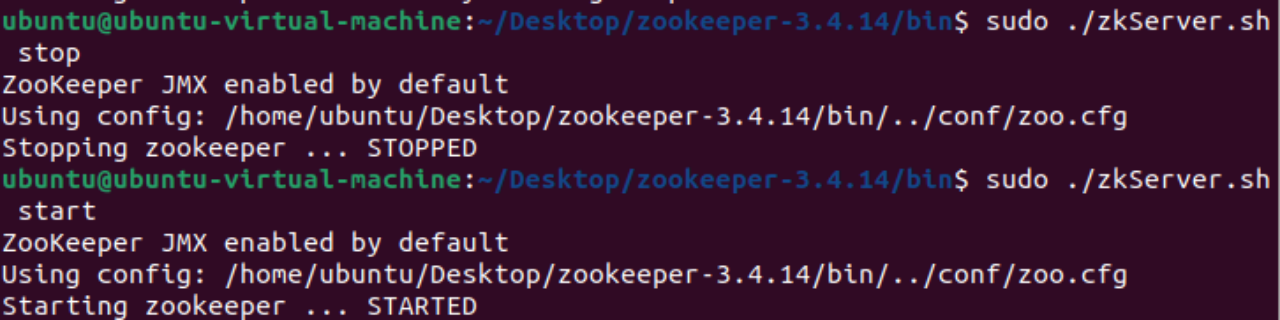 ubuntu@ubuntu-virtual-machine:~/Desktop/zookeeper-3.4.14/bin$ sudo ./zkServer.sh
 stop
ZooKeeper JMX enabled by default
Using config: /home/ubuntu/Desktop/zookeeper-3.4.14/bin/../conf/zoo.cfg
Stopping zookeeper ... STOPPED
ubuntu@ubuntu-virtual-machine:~/Desktop/zookeeper-3.4.14/bin$ sudo ./zkServer.sh
 start
ZooKeeper JMX enabled by default
Using config: /home/ubuntu/Desktop/zookeeper-3.4.14/bin/../conf/zoo.cfg
Starting zookeeper ... STARTED